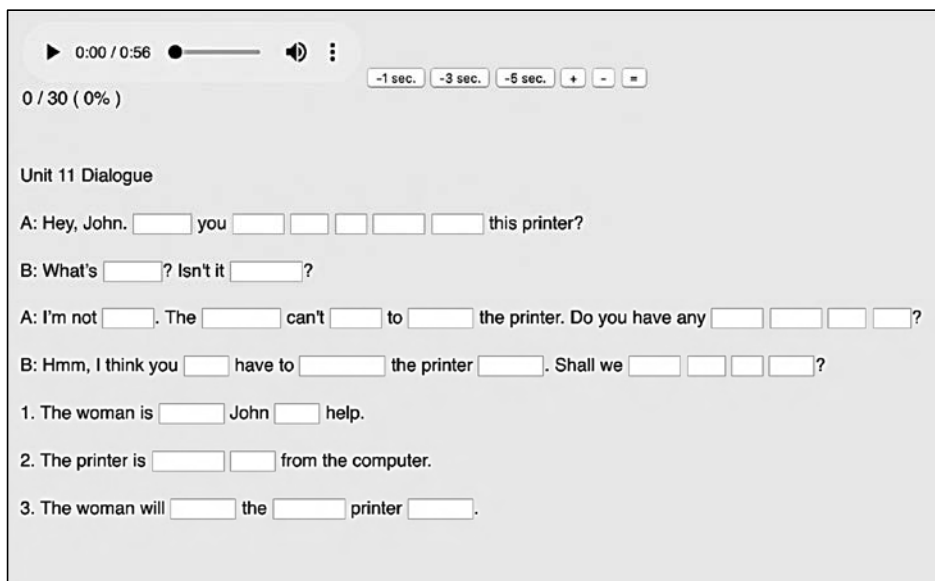 0:00 / 0:56
-1 sec. -3 sec. -5 sec. + - =
0 / 30 ( 0% )
Unit 11 Dialogue
A: Hey, John. you this printer?
B: What's ? Isn't it ?
A: I'm not . The can't to the printer. Do you have any ?
B: Hmm, I think you have to the printer . Shall we ?
1. The woman is John help.
2. The printer is from the computer.
3. The woman will the printer .